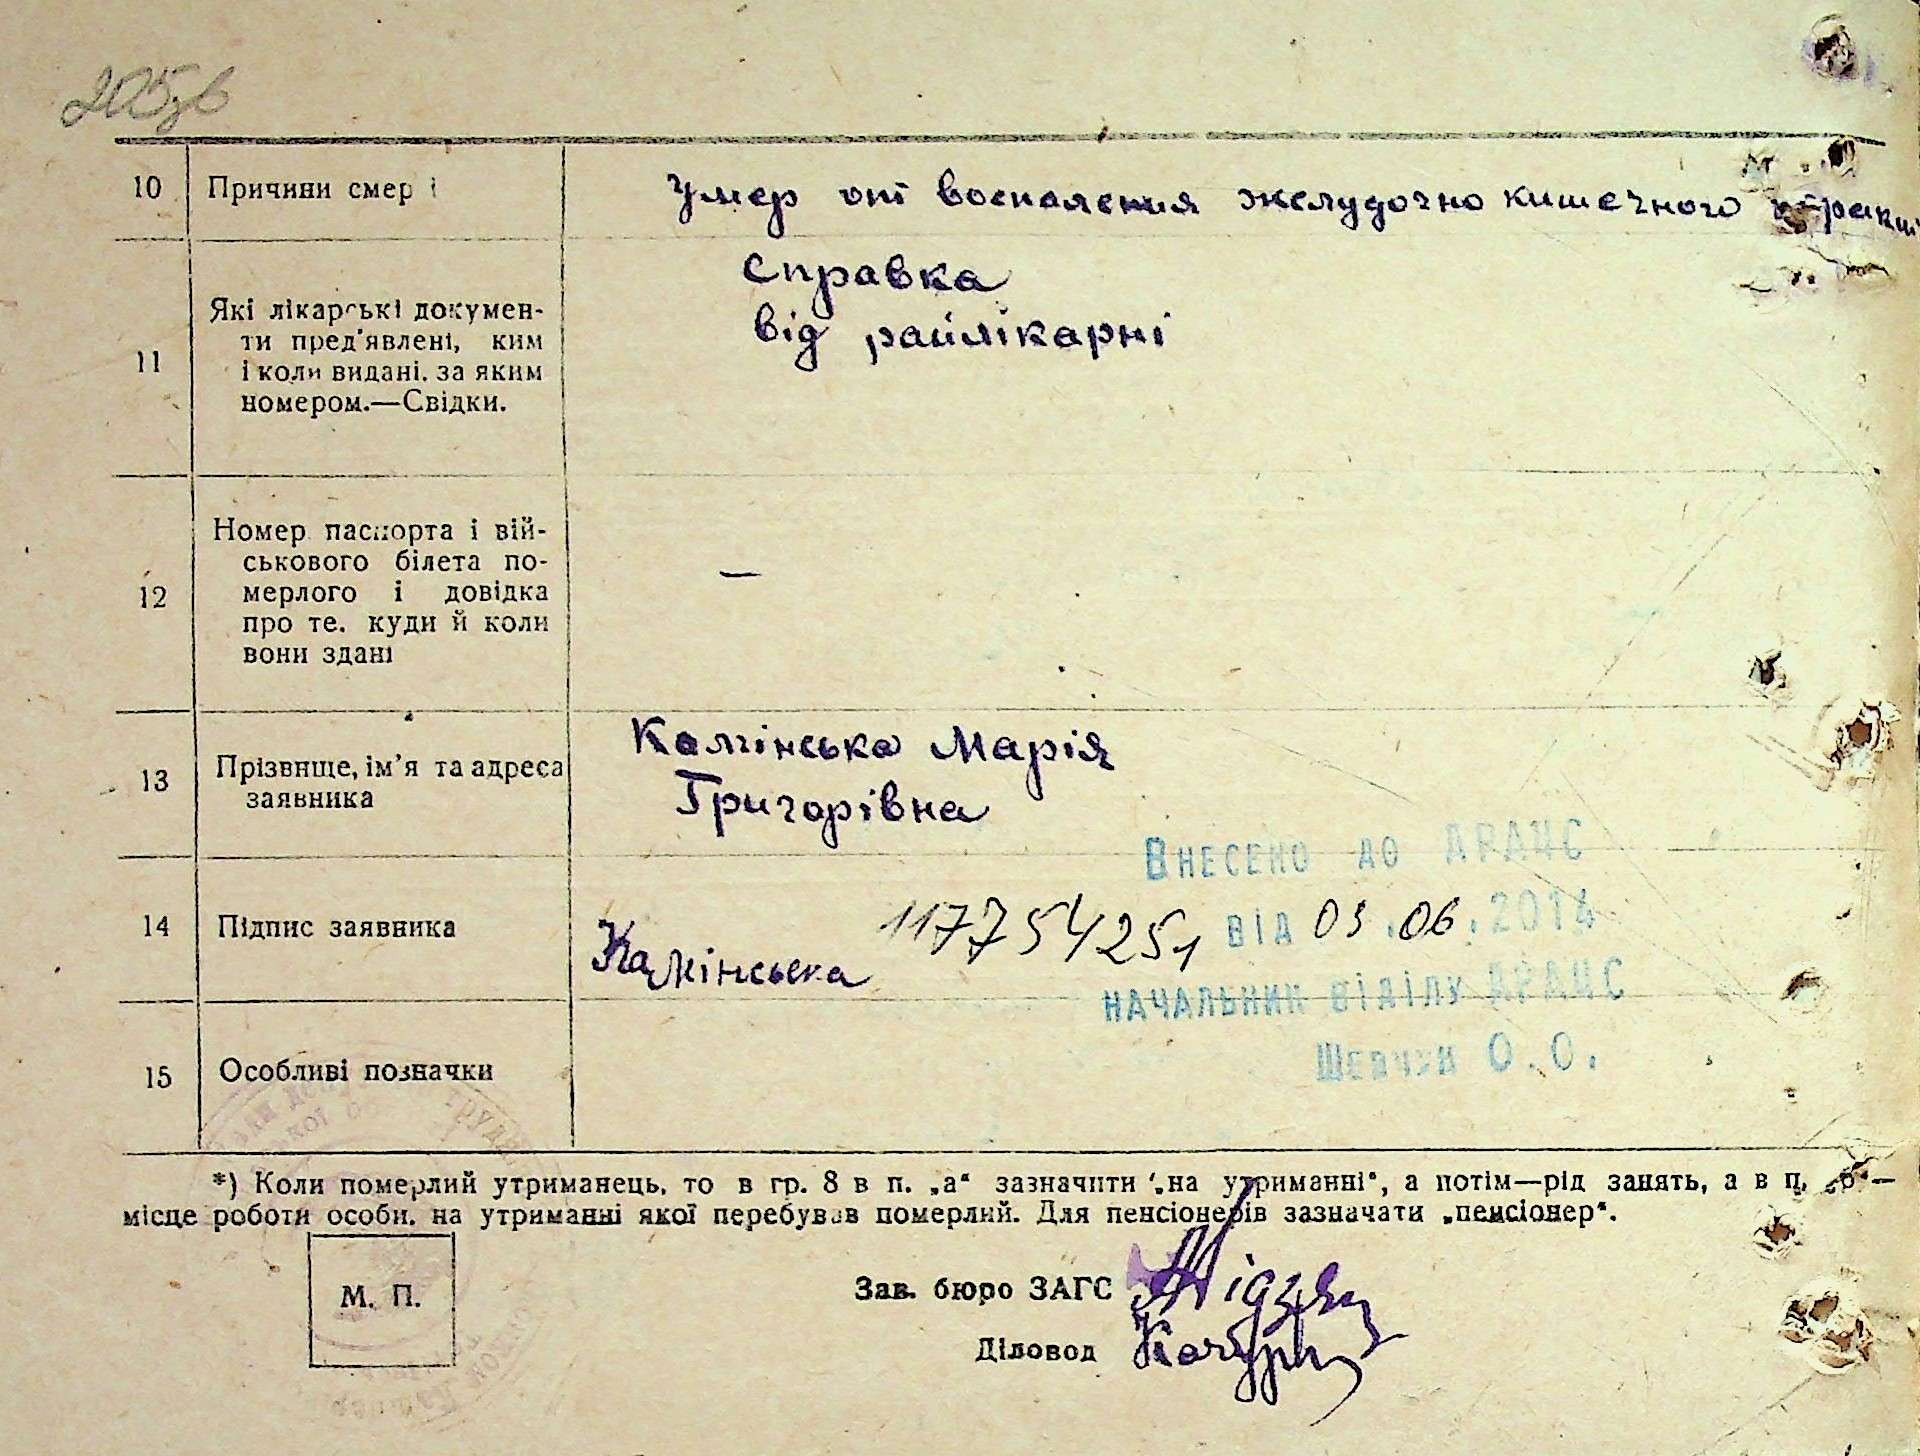 205зв
10 Причини смер і Умер от воспаления желудочно кишечного тракт
11 Які лікарські докумен-
ти пред'явлені, ким
і коли видані. за яким
номером.—Свідки.
справка
від райлікарні
12 Номер паспорта і вій-
ськового білета по-
мерлого і довідка
про те. куди й коли
вони здані
—
13 Прізвище, ім'я та адреса
заявника
Камінська Марія
Григорівна
Внесено до ДРАЦС
14 Підпис заявника Камінська 117754251 від 03.06.2014
начальник відділу ДРАЦС
Шевчук О.О.
15 Особливі позначки
*) Коли померлий утриманець, то в гр. 8 в п. „а“ зазначити „на утриманні“, а потім—рід занять, а в п. „б“—
місце роботи особи. на утриманні якої перебував померлий. Для пенсіонерів зазначати „пенсіонер“.
М. П.
Зав. бюро ЗАГС
Діловод